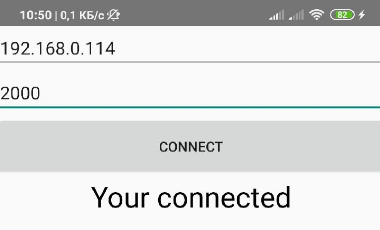 10:50 | 0,1 КБ/с
82
192.168.0.114
2000
CONNECT
Your connected